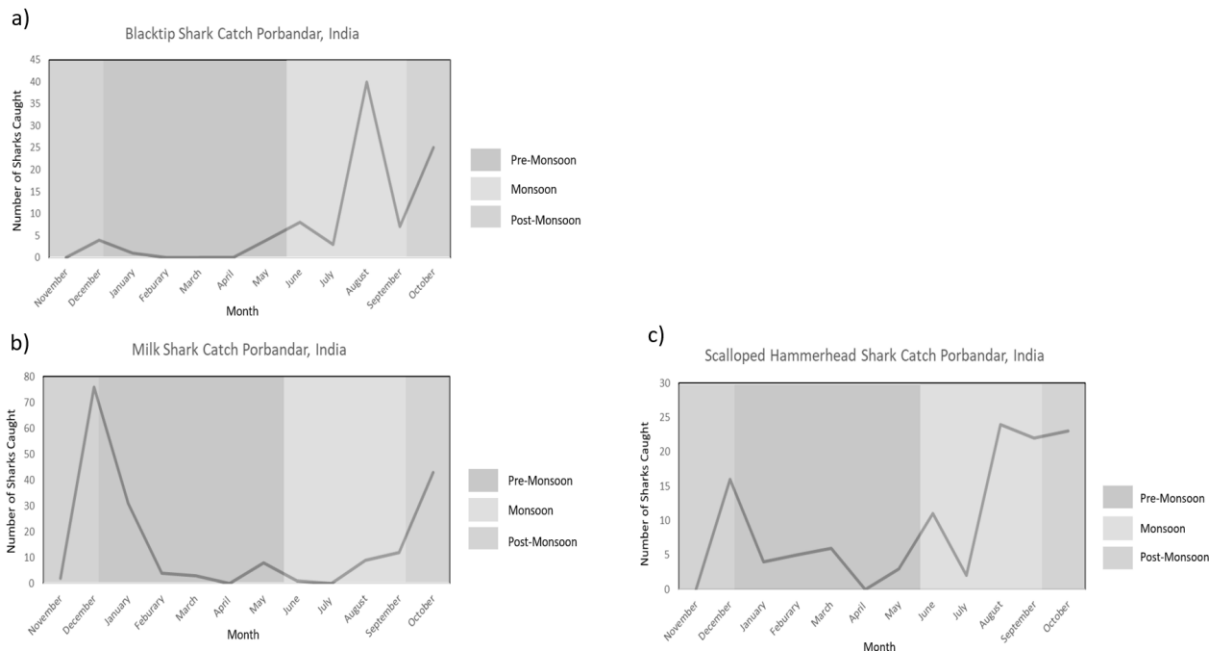 a)
Blacktip Shark Catch Porbandar, India
Number of Sharks Caught
45
40
35
30
25
20
15
10
5
0
November
December
January
Feburary
March
April
May
June
July
August
September
October
Month
Pre-Monsoon
Monsoon
Post-Monsoon
b)
Milk Shark Catch Porbandar, India
Number of Sharks Caught
80
70
60
50
40
30
20
10
0
November
December
January
Feburary
March
April
May
June
July
August
September
October
Month
Pre-Monsoon
Monsoon
Post-Monsoon
c)
Scalloped Hammerhead Shark Catch Porbandar, India
Number of Sharks Caught
30
25
20
15
10
5
0
November
December
January
Feburary
March
April
May
June
July
August
September
October
Month
Pre-Monsoon
Monsoon
Post-Monsoon